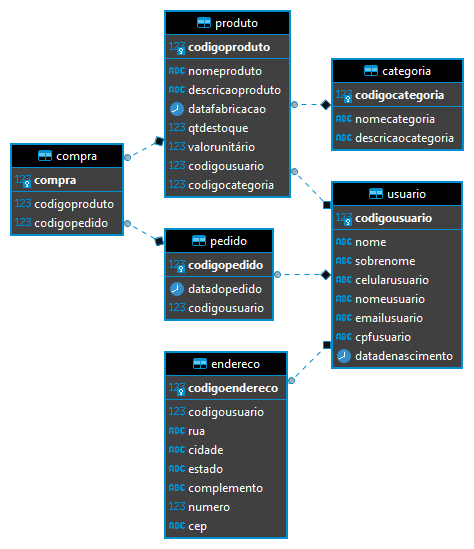 produto
123 codigoproduto
ABC nomeproduto
ABC descricaoproduto
datafabricacao
123 qtdestoque
123 valorunitário
123 codigousuario
123 codigocategoria
categoria
123 codigocategoria
ABC nomecategoria
ABC descricaocategoria
compra
123 compra
123 codigoproduto
123 codigopedido
usuario
123 codigousuario
ABC nome
ABC sobrenome
ABC celularusuario
ABC nomeusuario
ABC emailusuario
ABC cpfusuario
datadenascimento
pedido
123 codigopedido
datadopedido
123 codigousuario
endereco
123 codigoendereco
123 codigousuario
ABC rua
ABC cidade
ABC estado
ABC complemento
123 numero
ABC cep